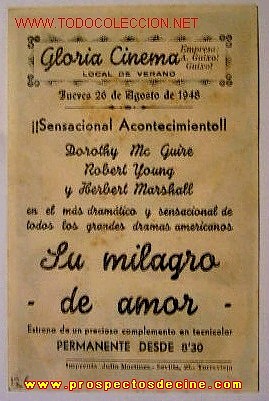 WWW.TODOCOLECCION.NET
Gloria Cinema
Empresa
A. Guixot
Guixot
LOCAL DE VERANO
Jueves 26 de Agosto de 1948
¡¡Sensacional Acontecimiento!!
Dorothy Mc Guire
Robert Young
y Herbert Marshall
en el más dramático y sensacional de
todos los grandes dramas americanos
Su milagro
- de amor -
Estreno de un precioso complemento en tecnicolor
PERMANENTE DESDE 8'30
Imprenta Julio Martínez.- Sevilla, Torrevieja
www.prospectosdecine.com